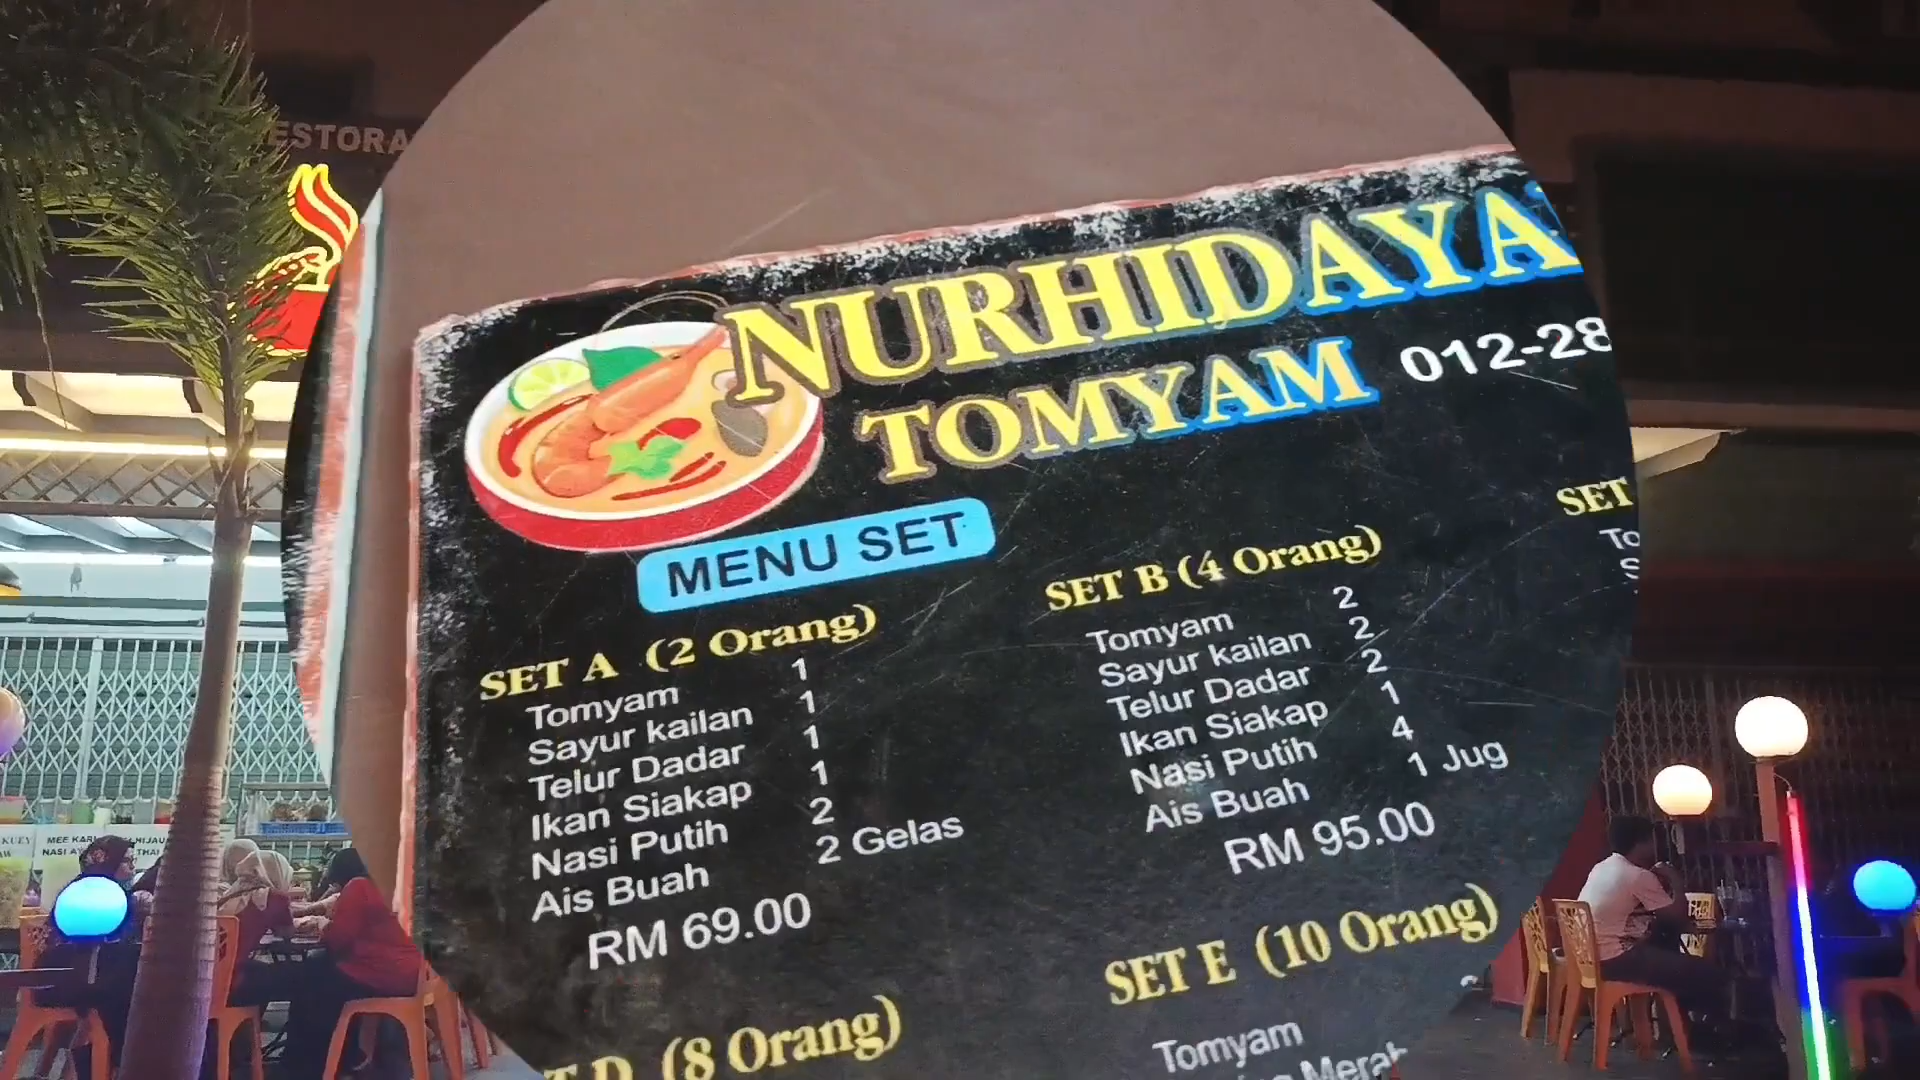 NURHIDAYA
TOMYAM 012-28
MENU SET
SET A (2 Orang)
Tomyam 1
Sayur kailan 1
Telur Dadar 1
Ikan Siakap 1
Nasi Putih 2
Ais Buah 2 Gelas
RM 69.00
SET B (4 Orang)
Tomyam 2
Sayur kailan 2
Telur Dadar 2
Ikan Siakap 1
Nasi Putih 4
Ais Buah 1 Jug
RM 95.00
SET
D (8 Orang)
SET E (10 Orang)
Tomyam
ESTORA
MEE KAR